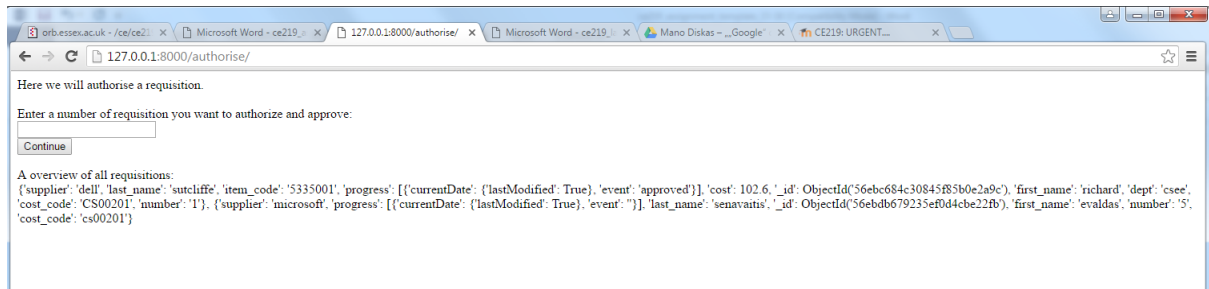 orb.essex.ac.uk - /ce/ce21
Microsoft Word - ce219_a
127.0.0.1:8000/authorise/
Microsoft Word - ce219_l
Mano Diskas – „Google“
CE219: URGENT....
127.0.0.1:8000/authorise/
Here we will authorise a requisition.
Enter a number of requisition you want to authorize and approve:
Continue
A overview of all requisitions:
{'supplier': 'dell', 'last_name': 'sutcliffe', 'item_code': '5335001', 'progress': [{'currentDate': {'lastModified': True}, 'event': 'approved'}], 'cost': 102.6, '_id': ObjectId('56ebc684c30845f85b0e2a9c'), 'first_name': 'richard', 'dept': 'csee',
'cost_code': 'CS00201', 'number': '1'}, {'supplier': 'microsoft', 'progress': [{'currentDate': {'lastModified': True}, 'event': ''}], 'last_name': 'senavaitis', '_id': ObjectId('56ebdb679235ef0d4cbe22fb'), 'first_name': 'evaldas', 'number': '5',
'cost_code': 'cs00201'}